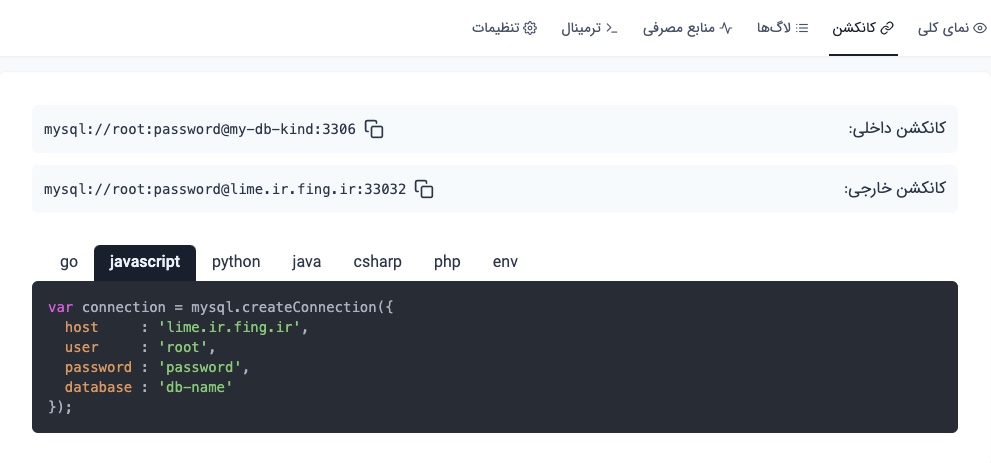 نمای کلی
کانکشن
لاگ‌ها
منابع مصرفی
ترمینال
تنظیمات
کانکشن داخلی:
mysql://root:password@my-db-kind:3306
کانکشن خارجی:
mysql://root:password@lime.ir.fing.ir:33032
go javascript python java csharp php env
var connection = mysql.createConnection({
  host     : 'lime.ir.fing.ir',
  user     : 'root',
  password : 'password',
  database : 'db-name'
});